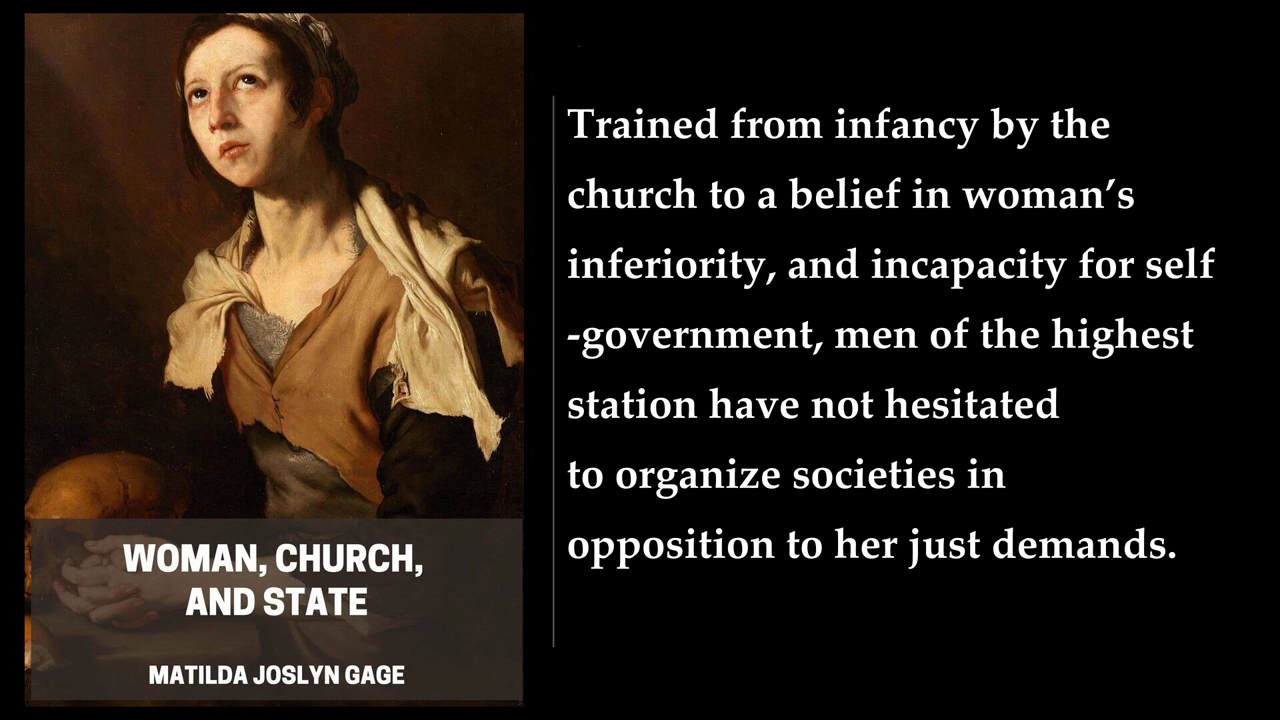 WOMAN, CHURCH,
AND STATE
MATILDA JOSLYN GAGE
Trained from infancy by the
church to a belief in woman’s
inferiority, and incapacity for self
-government, men of the highest
station have not hesitated
to organize societies in
opposition to her just demands.